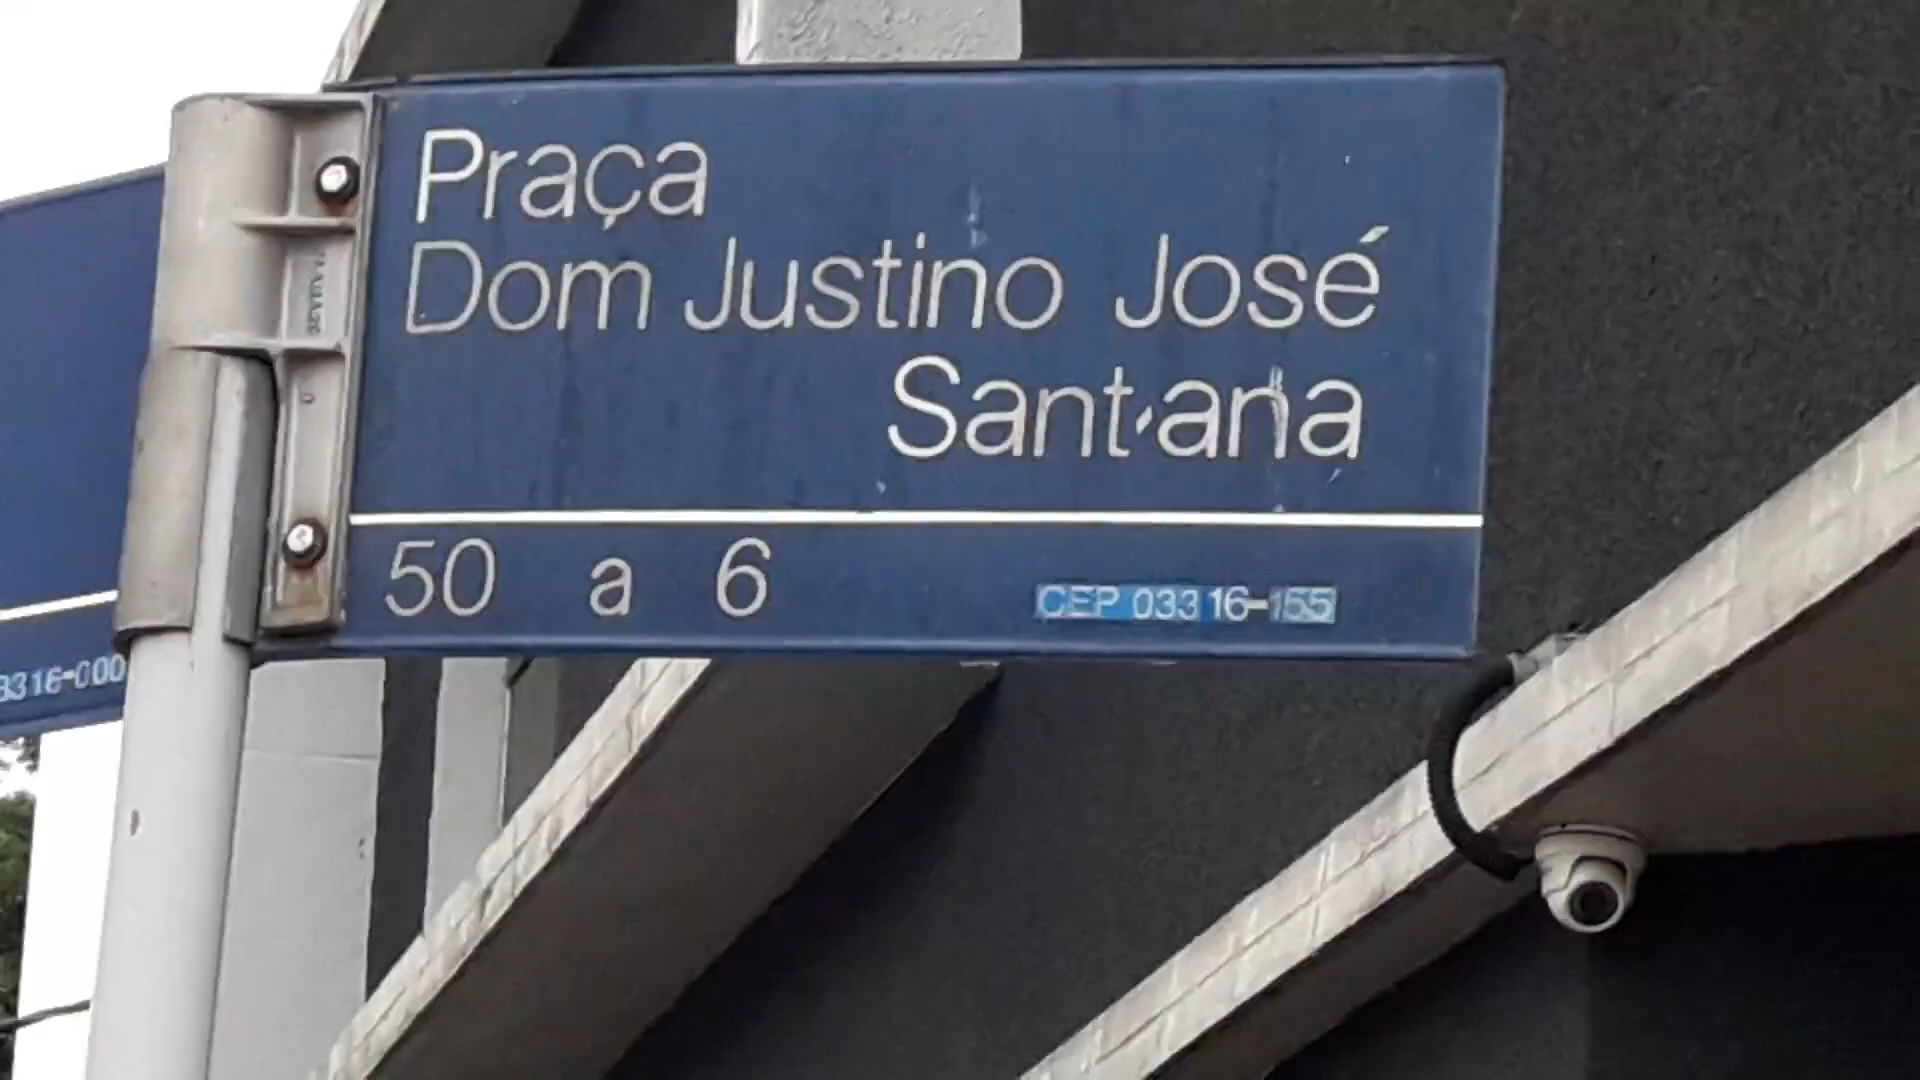 Praça
Dom Justino José
Sant'ana
50 a 6
CEP 03316-155
3316-000